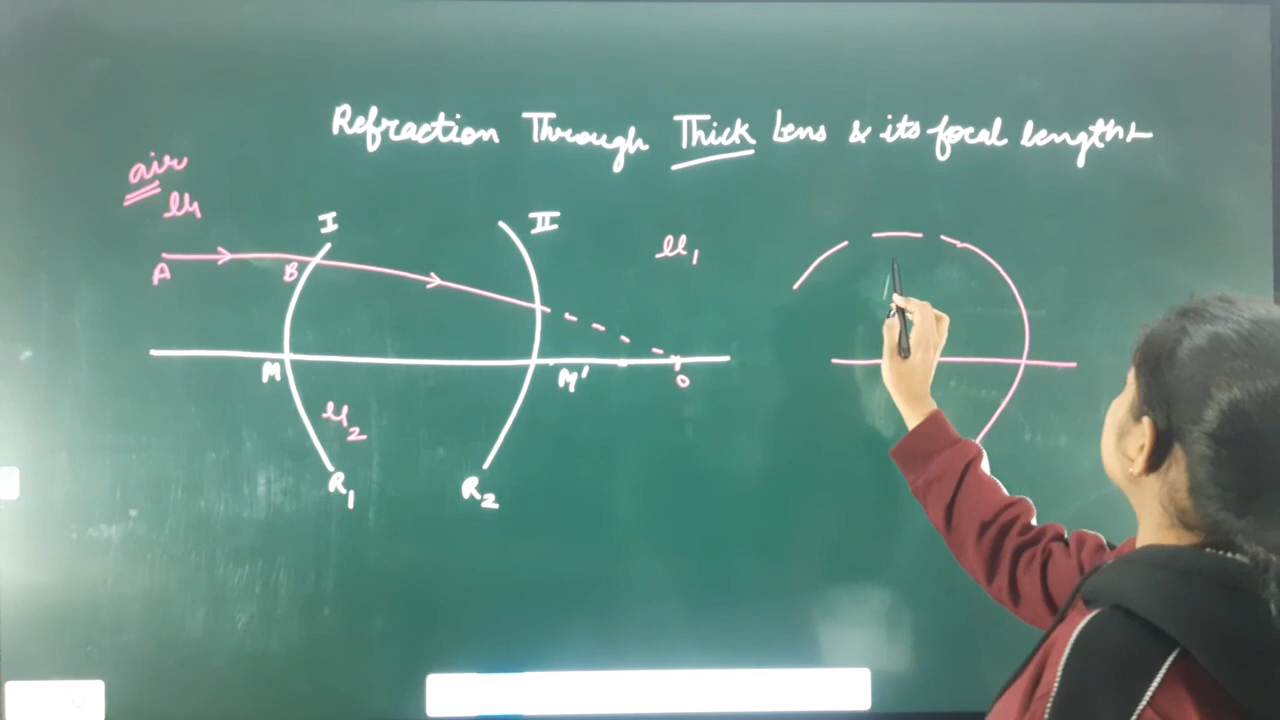 Refraction Through Thick Lens & its focal length
air
μ1
I
II
μ1
A
B
M
M'
O
μ2
R1
R2